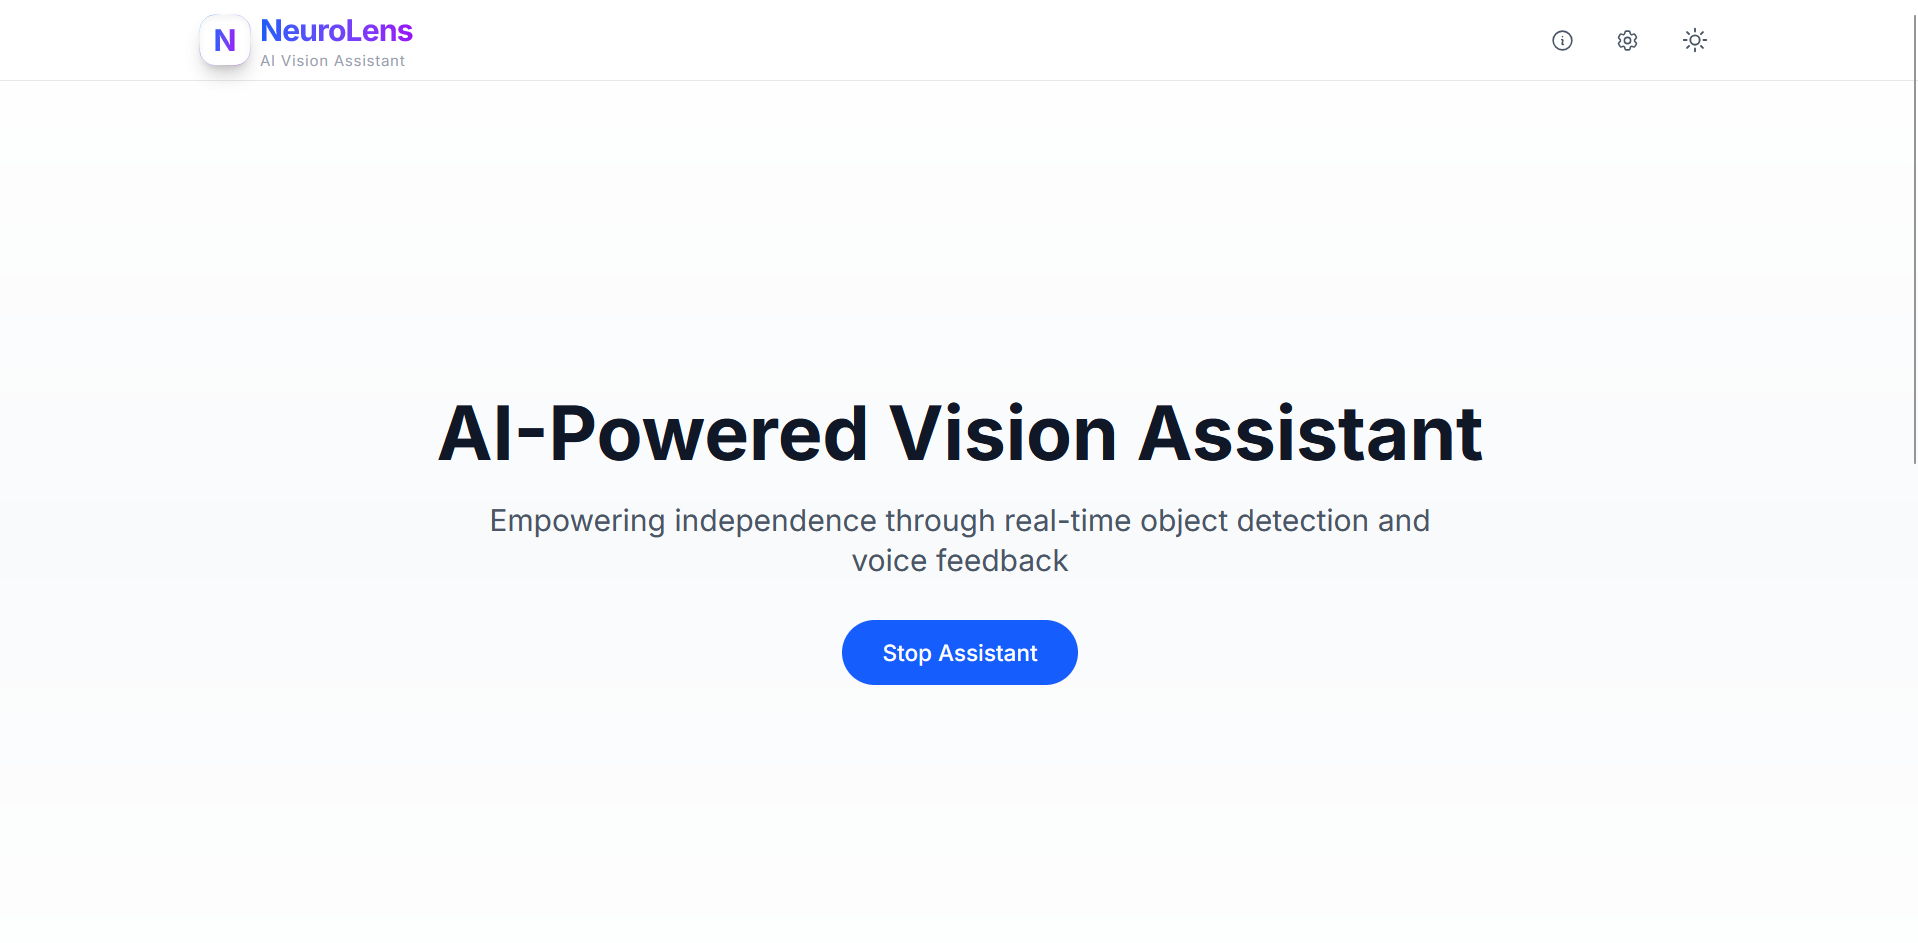 N
NeuroLens
AI Vision Assistant
AI-Powered Vision Assistant
Empowering independence through real-time object detection and
voice feedback
Stop Assistant